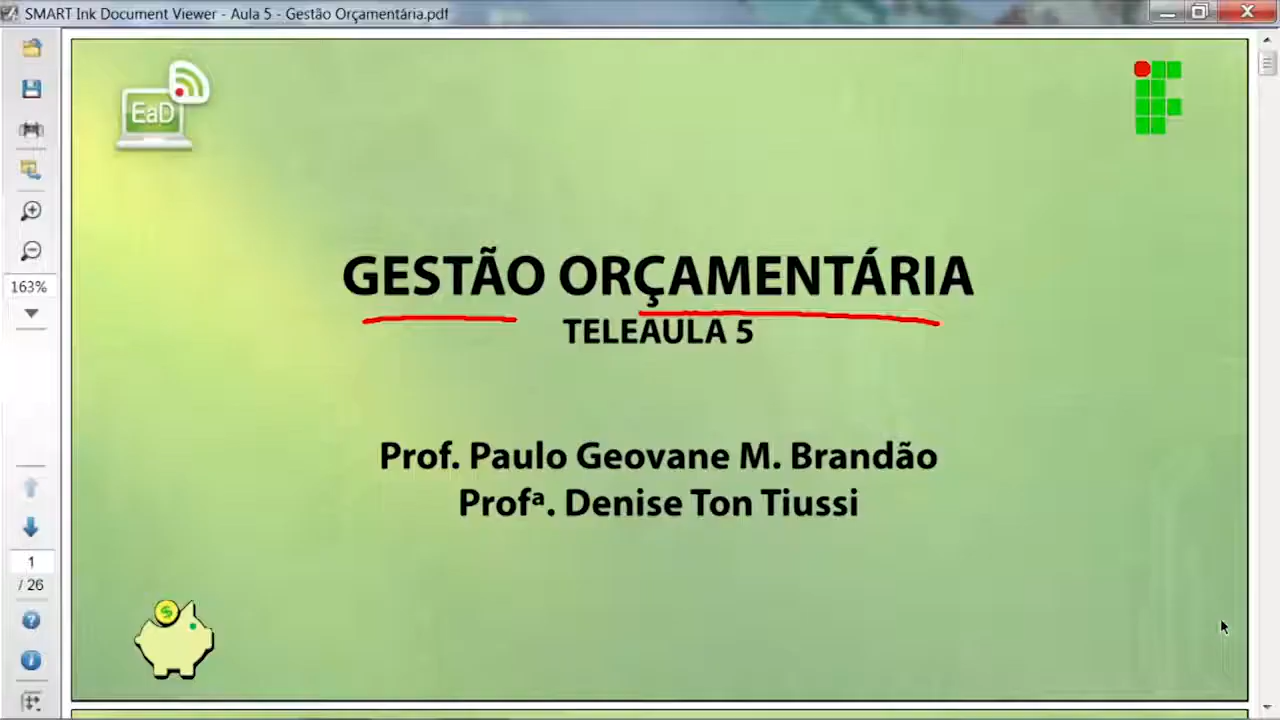 SMART Ink Document Viewer - Aula 5 - Gestão Orçamentária.pdf
EaD
163%
GESTÃO ORÇAMENTÁRIA
TELEAULA 5
Prof. Paulo Geovane M. Brandão
Profª. Denise Ton Tiussi
1
/ 26
$